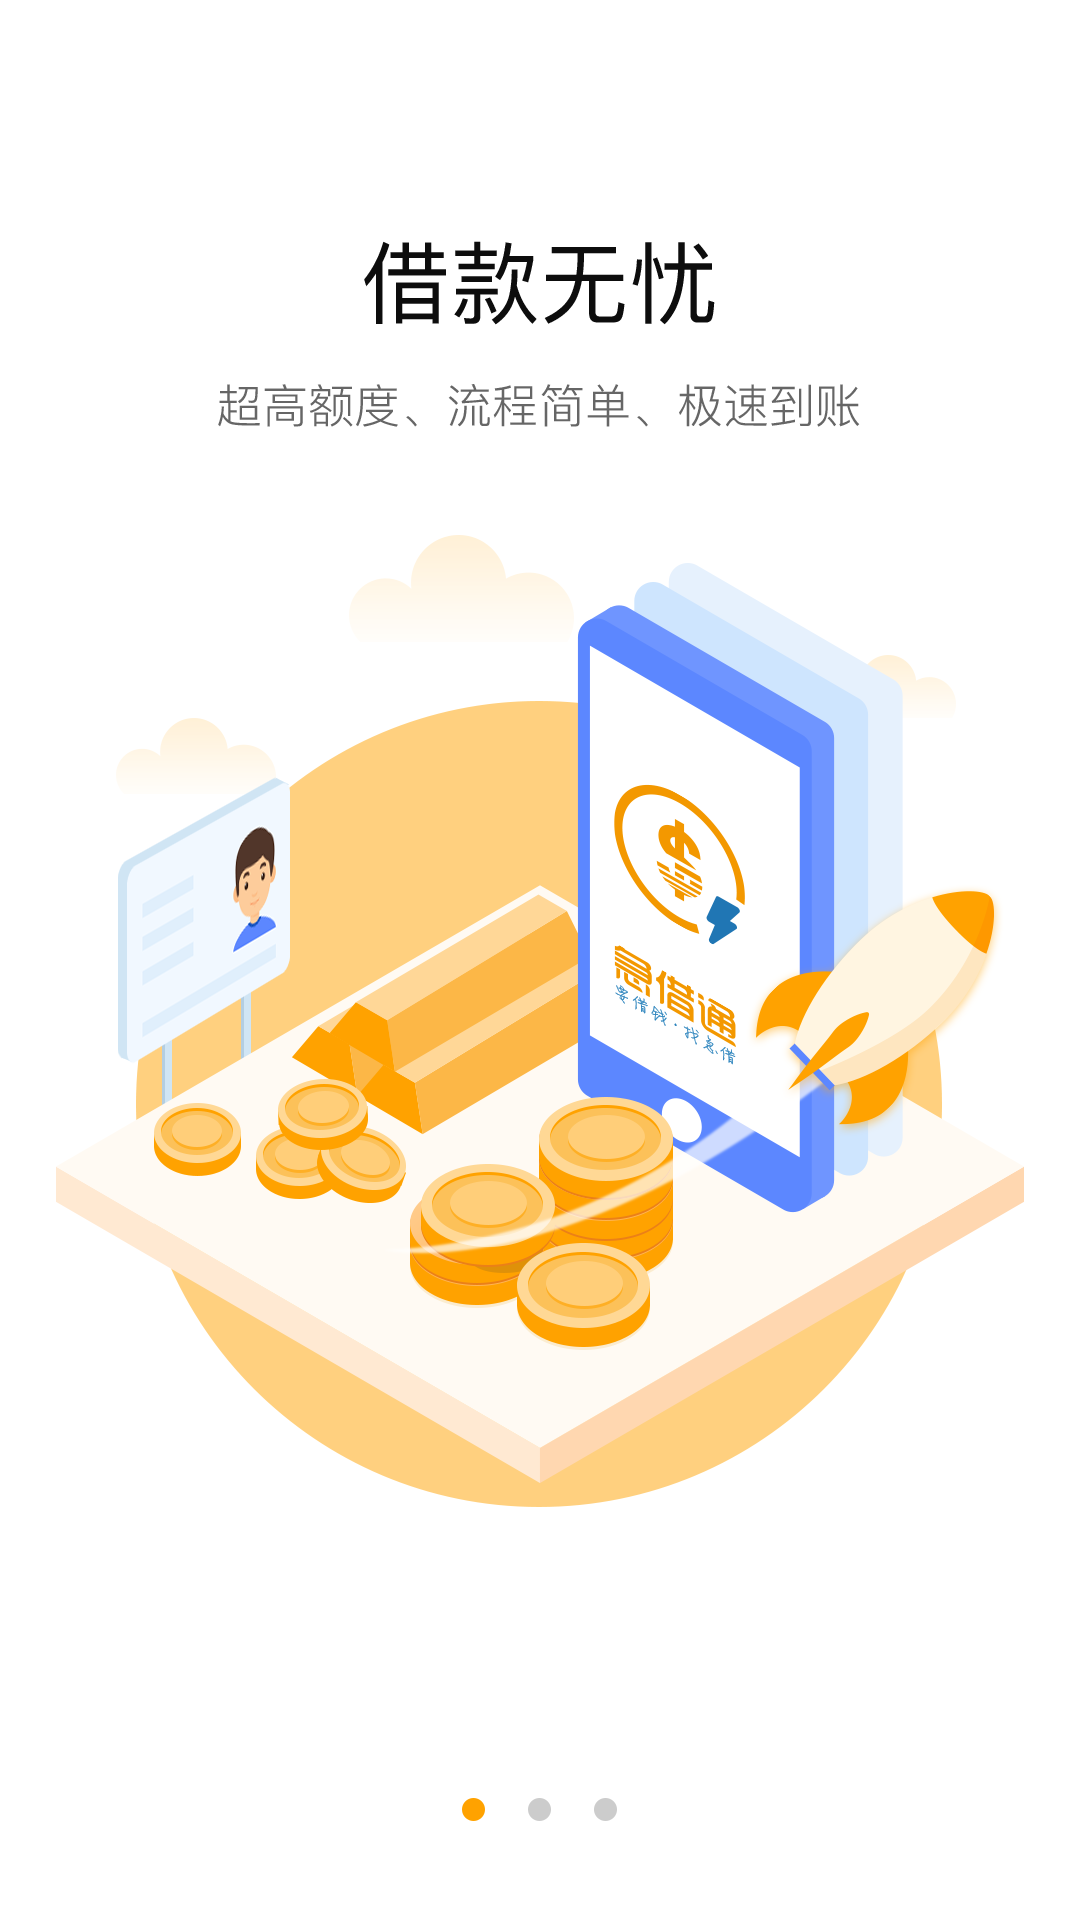 借款无忧
超高额度、流程简单、极速到账
急借通
要借钱·找急借